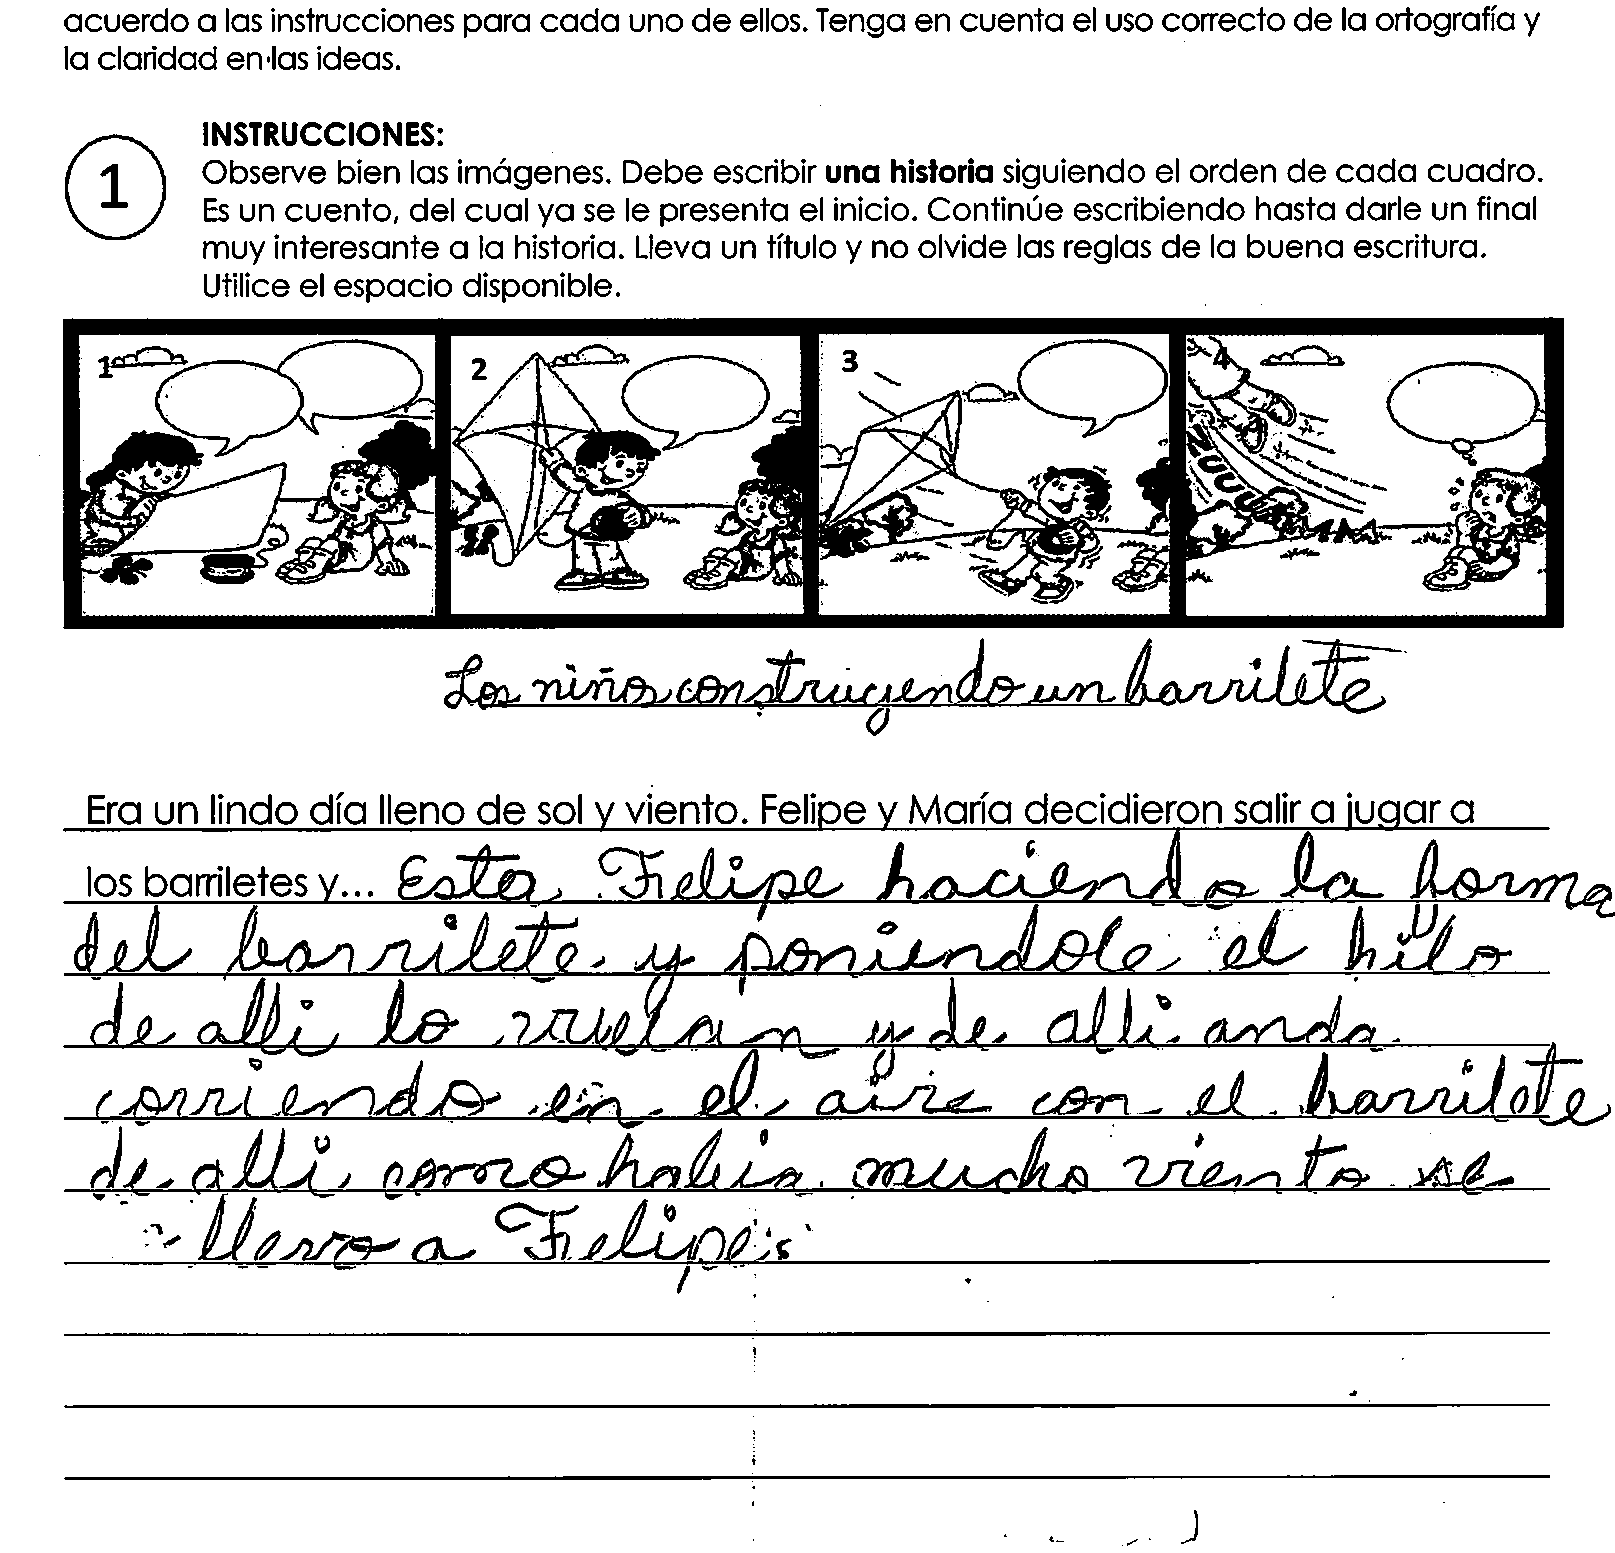 acuerdo a las instrucciones para cada uno de ellos. Tenga en cuenta el uso correcto de la ortografía y
la claridad en las ideas.
1
INSTRUCCIONES:
Observe bien las imágenes. Debe escribir una historia siguiendo el orden de cada cuadro.
Es un cuento, del cual ya se le presenta el inicio. Continúe escribiendo hasta darle un final
muy interesante a la historia. Lleva un título y no olvide las reglas de la buena escritura.
Utilice el espacio disponible.
1 2 3 4
ZUUUU
Los niños construyendo un barrilete
Era un lindo día lleno de sol y viento. Felipe y María decidieron salir a jugar a
los barriletes y... Esta Felipe haciendo la horma
del barrilete y poniendole el hilo
de alli lo vuelan y de alli anda
corriendo en el aire con el barrilete
de alli como habia mucho viento se
llevo a Felipe